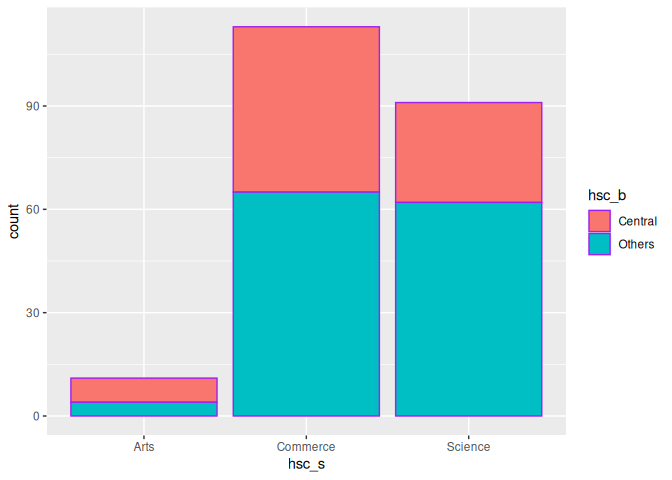 count
90
60
30
0
Arts
Commerce
Science
hsc_s
hsc_b
Central
Others